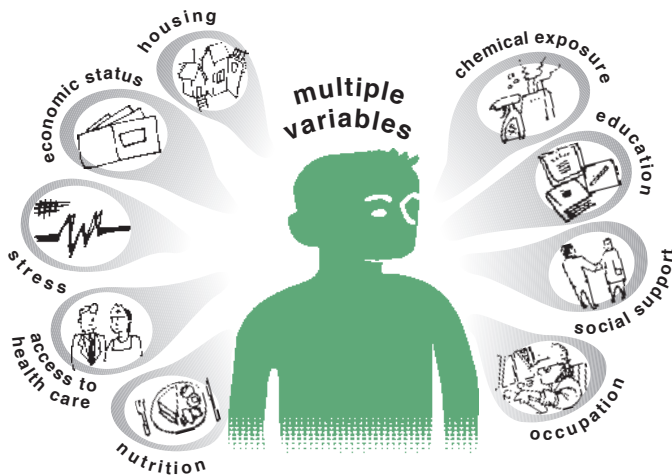 housing
economic status
stress
access to
health care
nutrition
multiple
variables
chemical exposure
education
social support
occupation